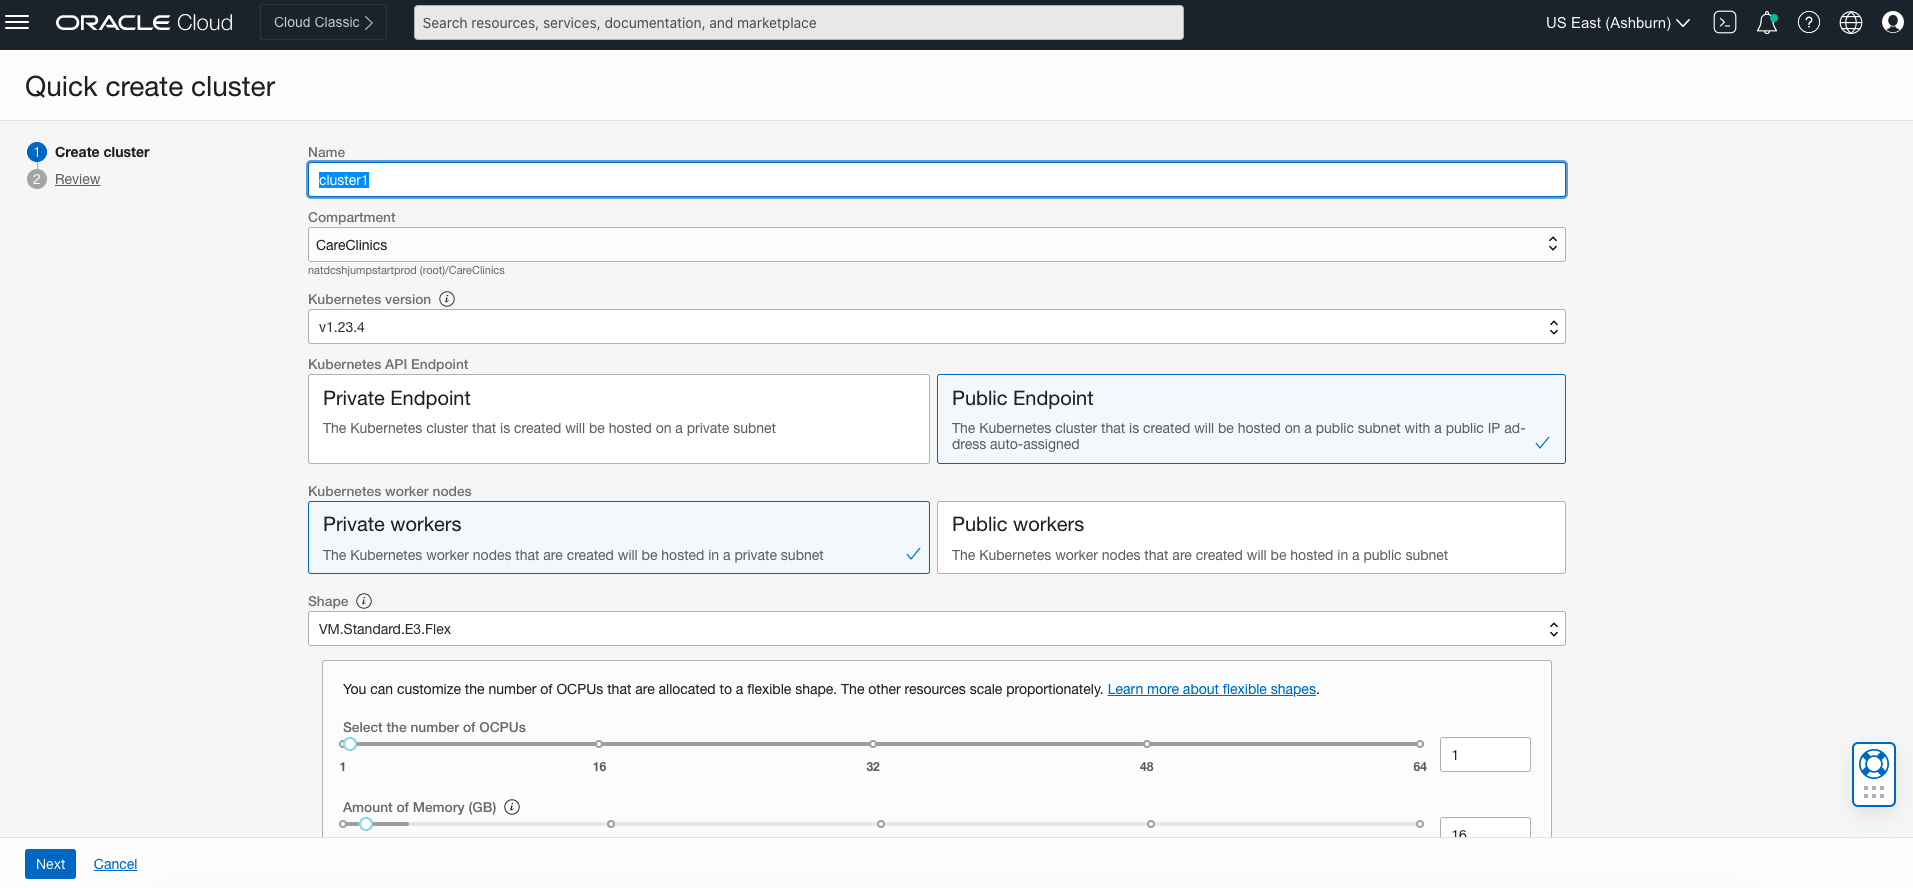 ORACLE Cloud
Cloud Classic
Search resources, services, documentation, and marketplace
US East (Ashburn)
Quick create cluster
1 Create cluster
2 Review
Name
cluster1
Compartment
CareClinics
natdcshjumpstartprod (root)/CareClinics
Kubernetes version
v1.23.4
Kubernetes API Endpoint
Private Endpoint
The Kubernetes cluster that is created will be hosted on a private subnet
Public Endpoint
The Kubernetes cluster that is created will be hosted on a public subnet with a public IP ad-
dress auto-assigned
Kubernetes worker nodes
Private workers
The Kubernetes worker nodes that are created will be hosted in a private subnet
Public workers
The Kubernetes worker nodes that are created will be hosted in a public subnet
Shape
VM.Standard.E3.Flex
You can customize the number of OCPUs that are allocated to a flexible shape. The other resources scale proportionately. Learn more about flexible shapes.
Select the number of OCPUs
1 16 32 48 64
1
Amount of Memory (GB)
16
Next Cancel